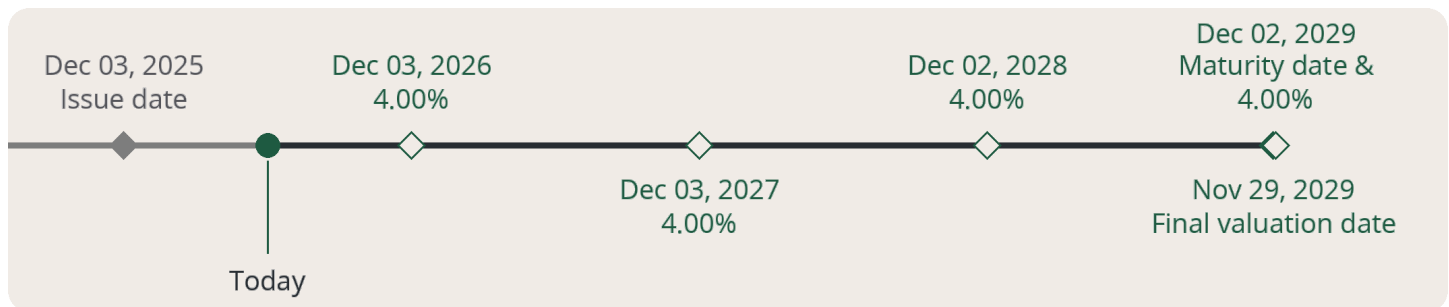 Dec 03, 2025
Issue date
Today
Dec 03, 2026
4.00%
Dec 03, 2027
4.00%
Dec 02, 2028
4.00%
Dec 02, 2029
Maturity date &
4.00%
Nov 29, 2029
Final valuation date